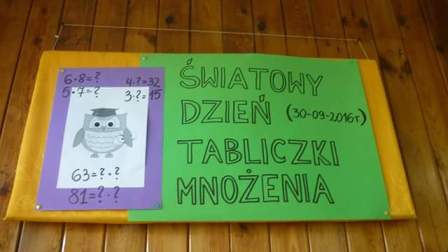 6·8=?
5·7=?
4·?=32
3·?=15
63=?·?
81=?·?
ŚWIATOWY
DZIEŃ (30-09-2016r)
TABLICZKI
MNOŻENIA